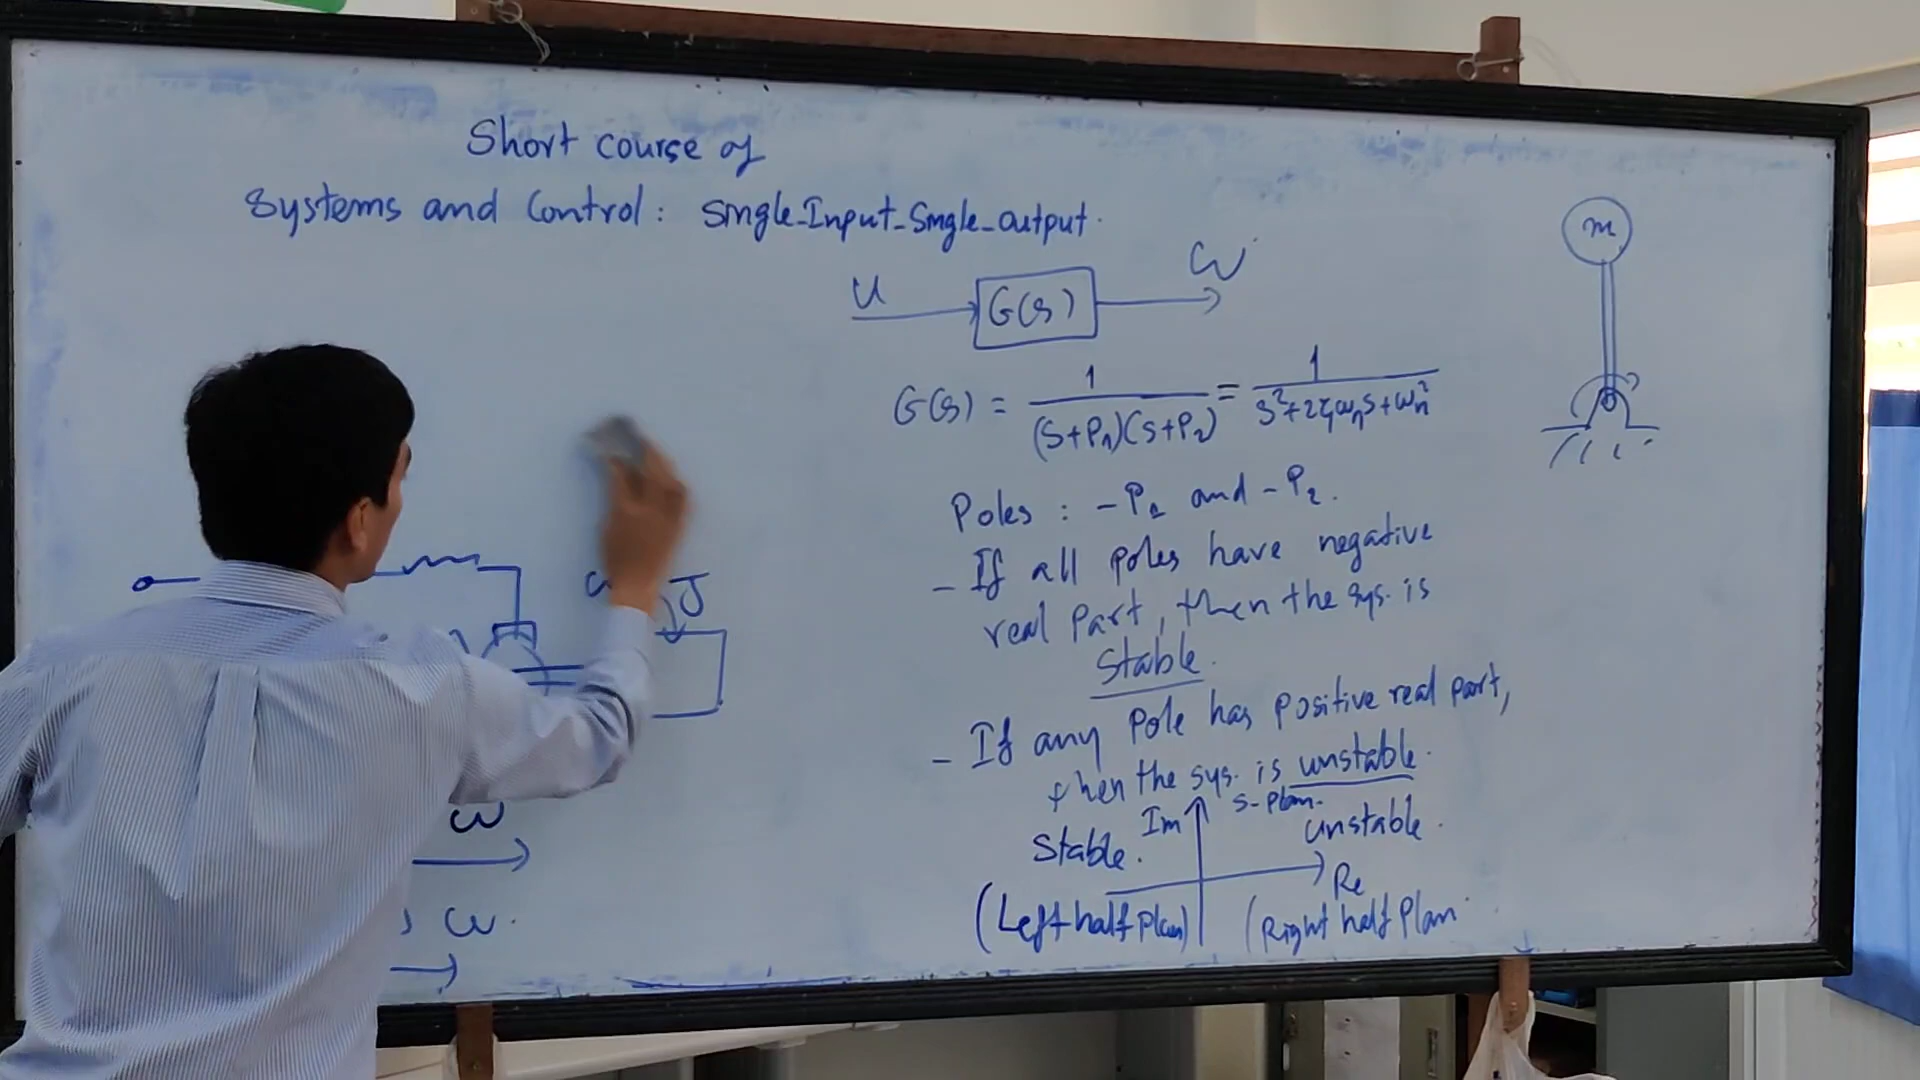 Short course of
Systems and Control: Single-Input-Single-output.
U
G(s)
ω
m
G(s) = 1/((s+P1)(s+P2)) = 1/(s²+2ζωns+ωn²)
Poles : -P1 and -P2.
- If all poles have negative
real part, then the sys. is
stable.
- If any pole has positive real part,
then the sys. is unstable.
s-plan.
Im
Stable.
unstable.
Re
(Left half plan)
(Right half plan
J
ω
ω.